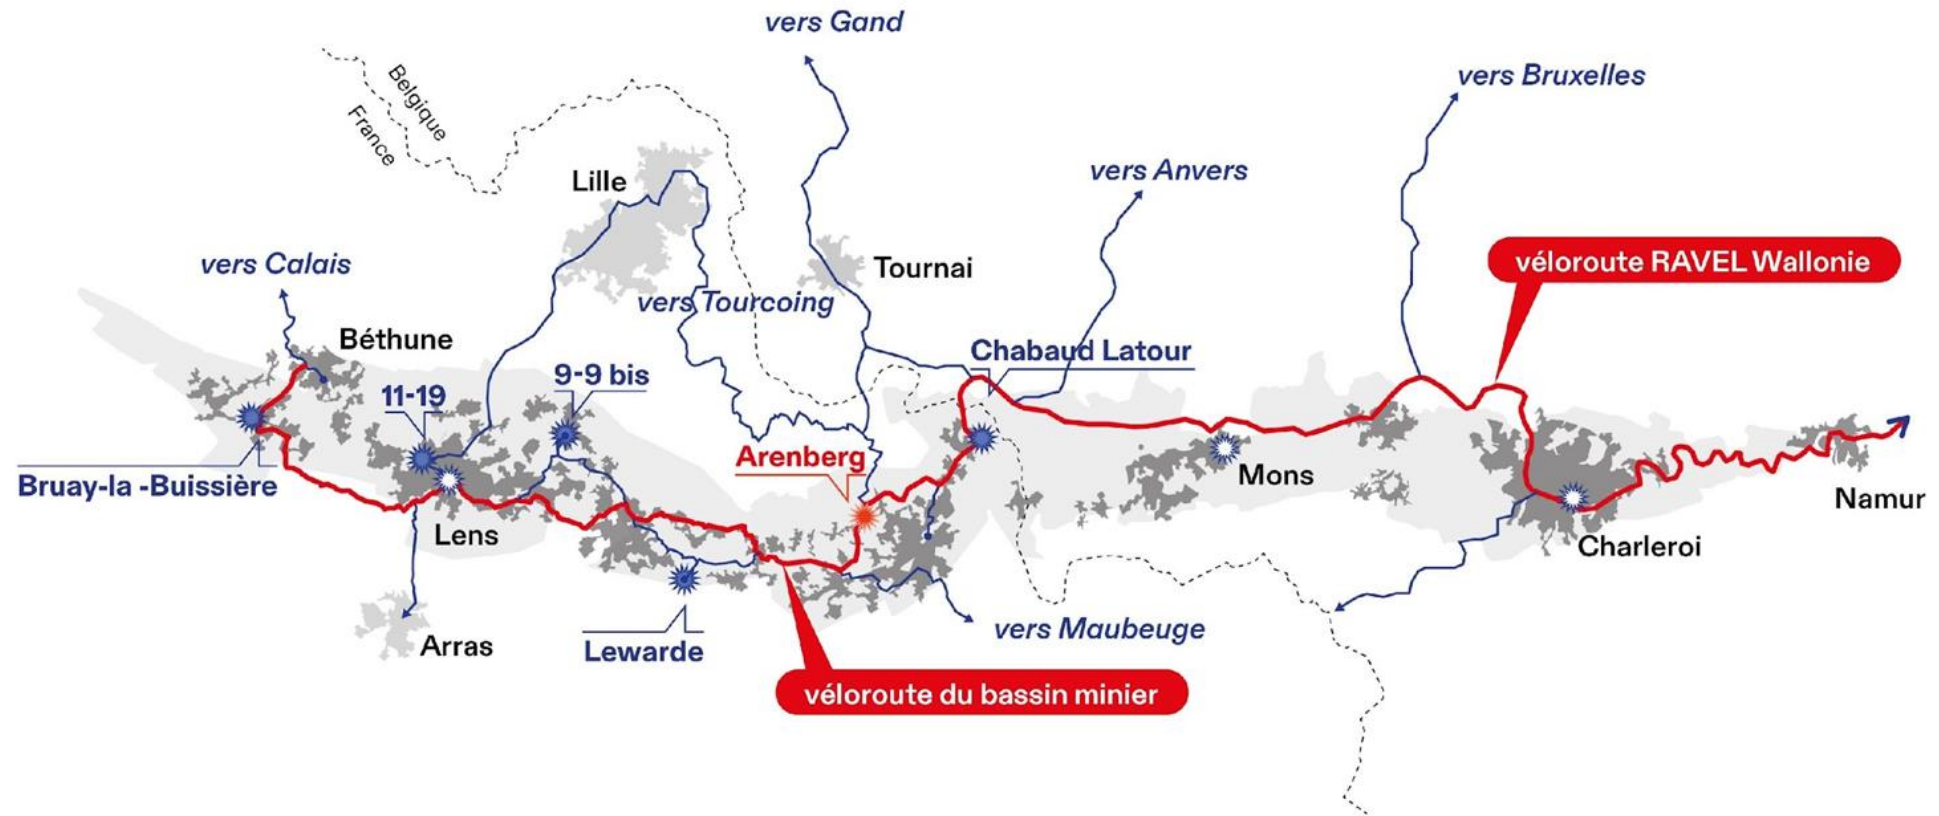 vers Gand
vers Bruxelles
Belgique
France
vers Anvers
Lille
véloroute RAVEL Wallonie
vers Calais
Tournai
vers Tourcoing
Béthune
Chabaud Latour
9-9 bis
11-19
Arenberg
Bruay-la -Buissière
Mons
Namur
Lens
Charleroi
vers Maubeuge
Arras
Lewarde
véloroute du bassin minier